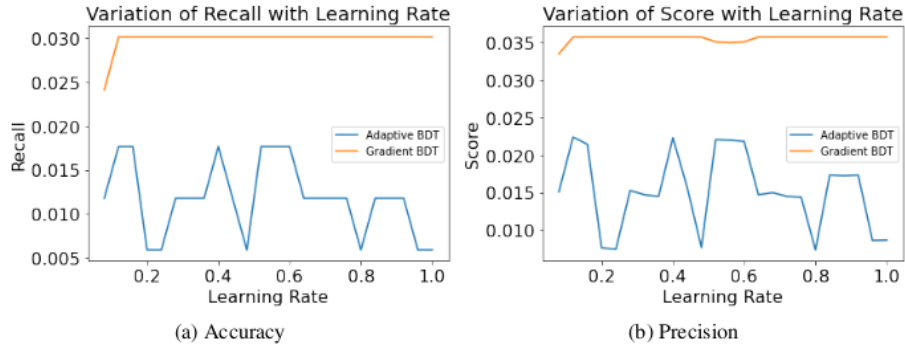 Variation of Recall with Learning Rate
0.030
0.025
0.020
0.015
0.010
0.005
Recall
Adaptive BDT
Gradient BDT
0.2 0.4 0.6 0.8 1.0
Learning Rate
(a) Accuracy
Variation of Score with Learning Rate
0.035
0.030
0.025
0.020
0.015
0.010
Score
Adaptive BDT
Gradient BDT
0.2 0.4 0.6 0.8 1.0
Learning Rate
(b) Precision